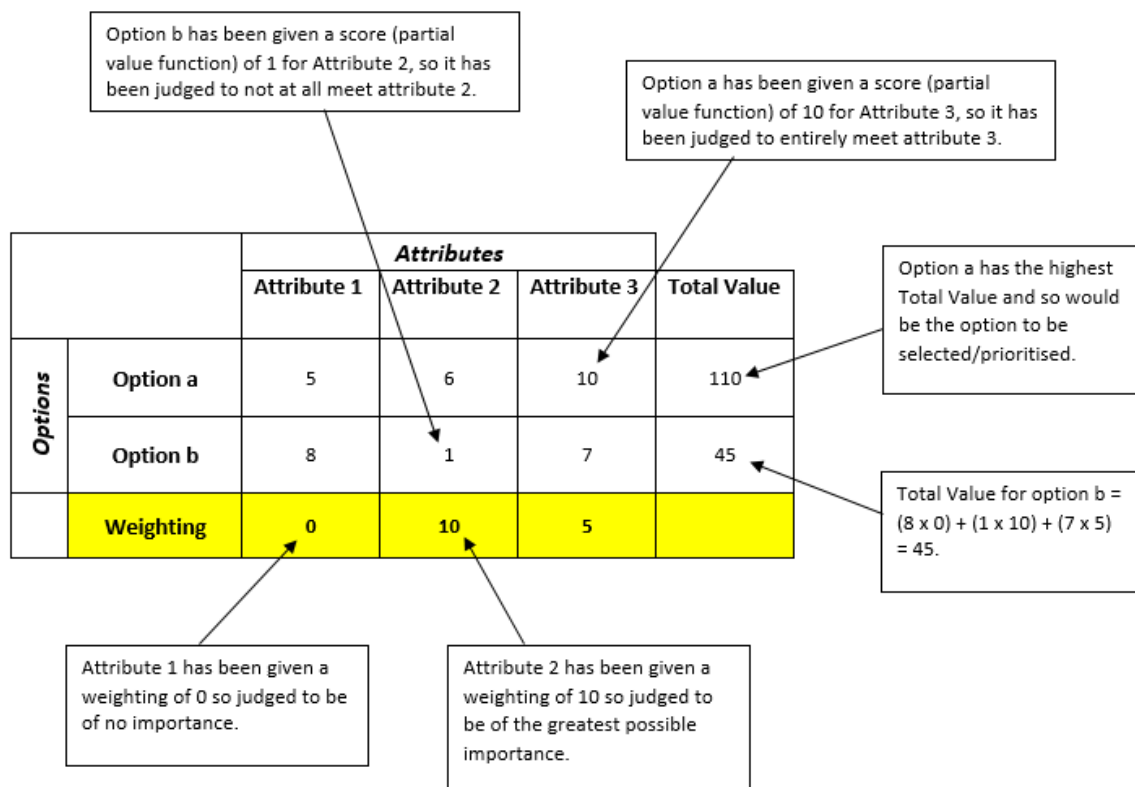 Option b has been given a score (partial
value function) of 1 for Attribute 2, so it has
been judged to not at all meet attribute 2.
Option a has been given a score (partial
value function) of 10 for Attribute 3, so it has
been judged to entirely meet attribute 3.
Attributes
Attribute 1 Attribute 2 Attribute 3 Total Value
Options
Option a 5 6 10 110
Option b 8 1 7 45
Weighting 0 10 5
Option a has the highest
Total Value and so would
be the option to be
selected/prioritised.
Total Value for option b =
(8 x 0) + (1 x 10) + (7 x 5)
= 45.
Attribute 1 has been given a
weighting of 0 so judged to be
of no importance.
Attribute 2 has been given a
weighting of 10 so judged to
be of the greatest possible
importance.